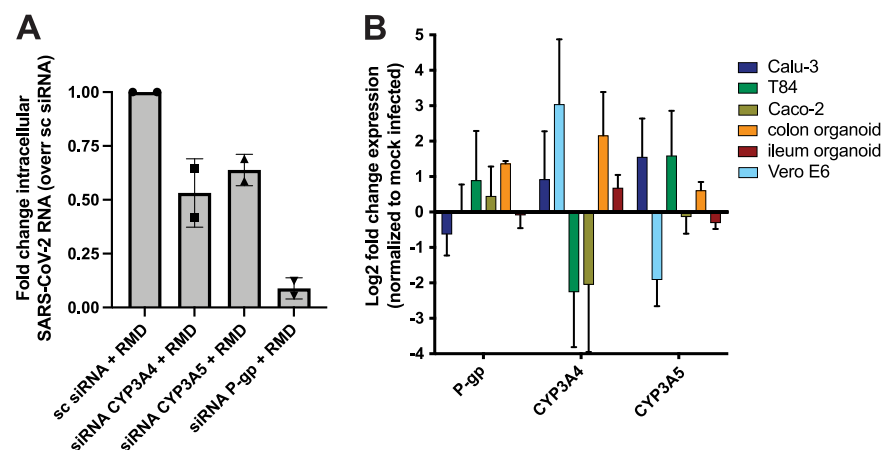 A
Fold change intracellular
SARS-CoV-2 RNA (overr sc siRNA)
1.00
0.75
0.50
0.25
0.00
sc siRNA + RMD
siRNA CYP3A4 + RMD
siRNA CYP3A5 + RMD
siRNA P-gp + RMD
B
Log2 fold change expression
(normalized to mock infected)
5
4
3
2
1
0
-1
-2
-3
-4
P-gp
CYP3A4
CYP3A5
Calu-3
T84
Caco-2
colon organoid
ileum organoid
Vero E6